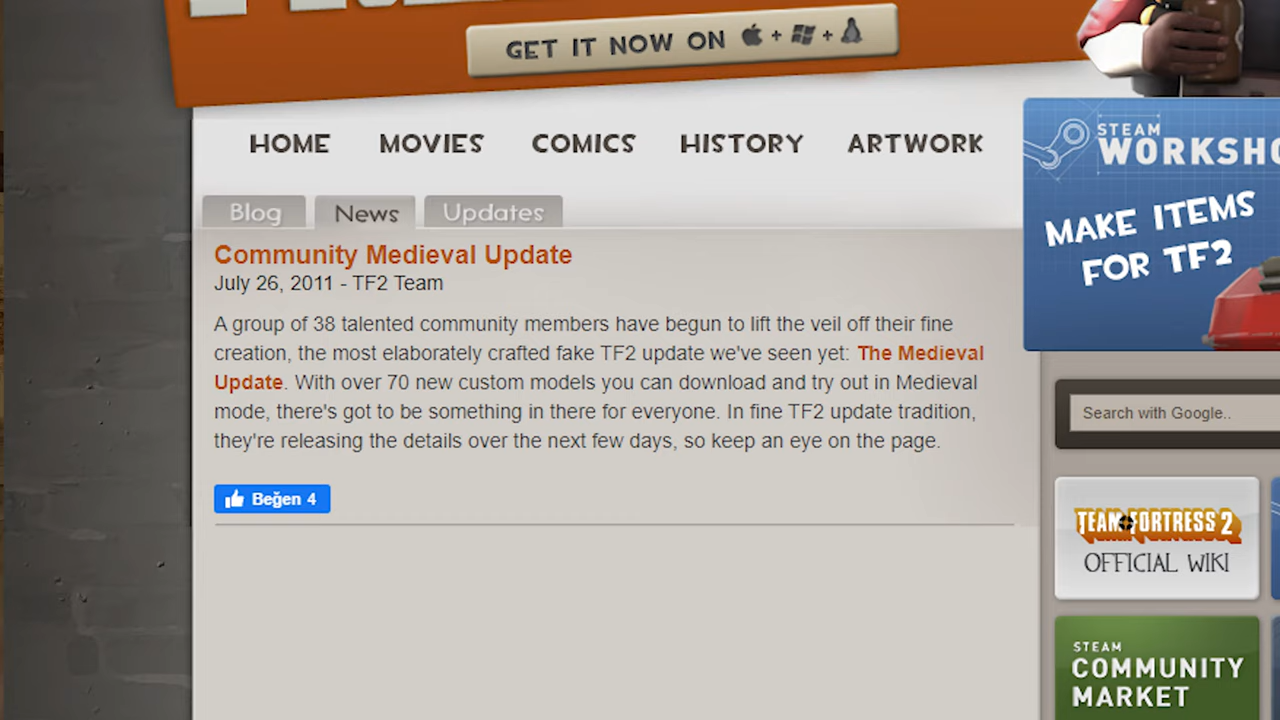 GET IT NOW ON + +
HOME MOVIES COMICS HISTORY ARTWORK
Blog News Updates
Community Medieval Update
July 26, 2011 - TF2 Team
A group of 38 talented community members have begun to lift the veil off their fine
creation, the most elaborately crafted fake TF2 update we've seen yet: The Medieval
Update. With over 70 new custom models you can download and try out in Medieval
mode, there's got to be something in there for everyone. In fine TF2 update tradition,
they're releasing the details over the next few days, so keep an eye on the page.
Beğen 4
STEAM
WORKSHO
MAKE ITEMS
FOR TF2
Search with Google..
TEAM FORTRESS 2
OFFICIAL WIKI
STEAM
COMMUNITY
MARKET